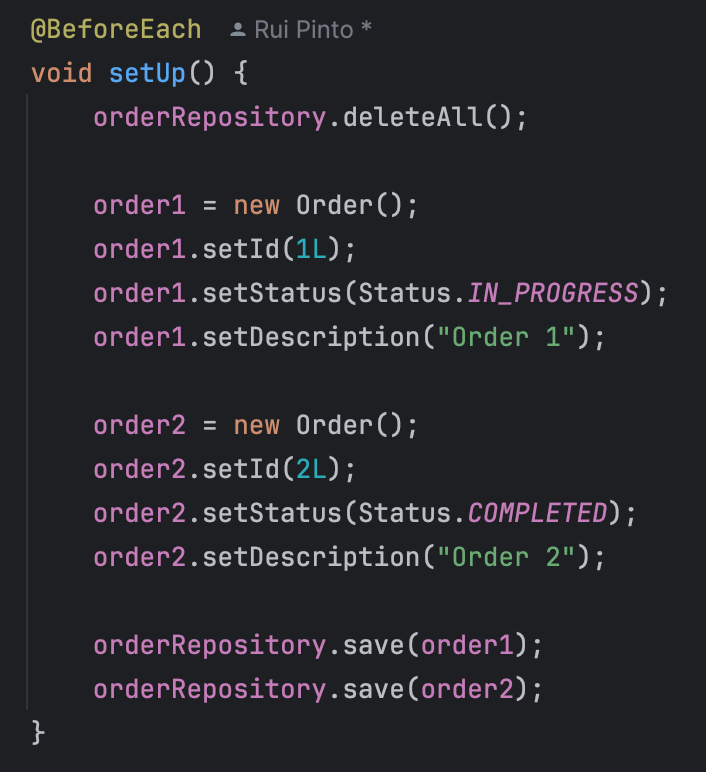 @BeforeEach Rui Pinto *
void setUp() {
orderRepository.deleteAll();
order1 = new Order();
order1.setId(1L);
order1.setStatus(Status.IN_PROGRESS);
order1.setDescription("Order 1");
order2 = new Order();
order2.setId(2L);
order2.setStatus(Status.COMPLETED);
order2.setDescription("Order 2");
orderRepository.save(order1);
orderRepository.save(order2);
}